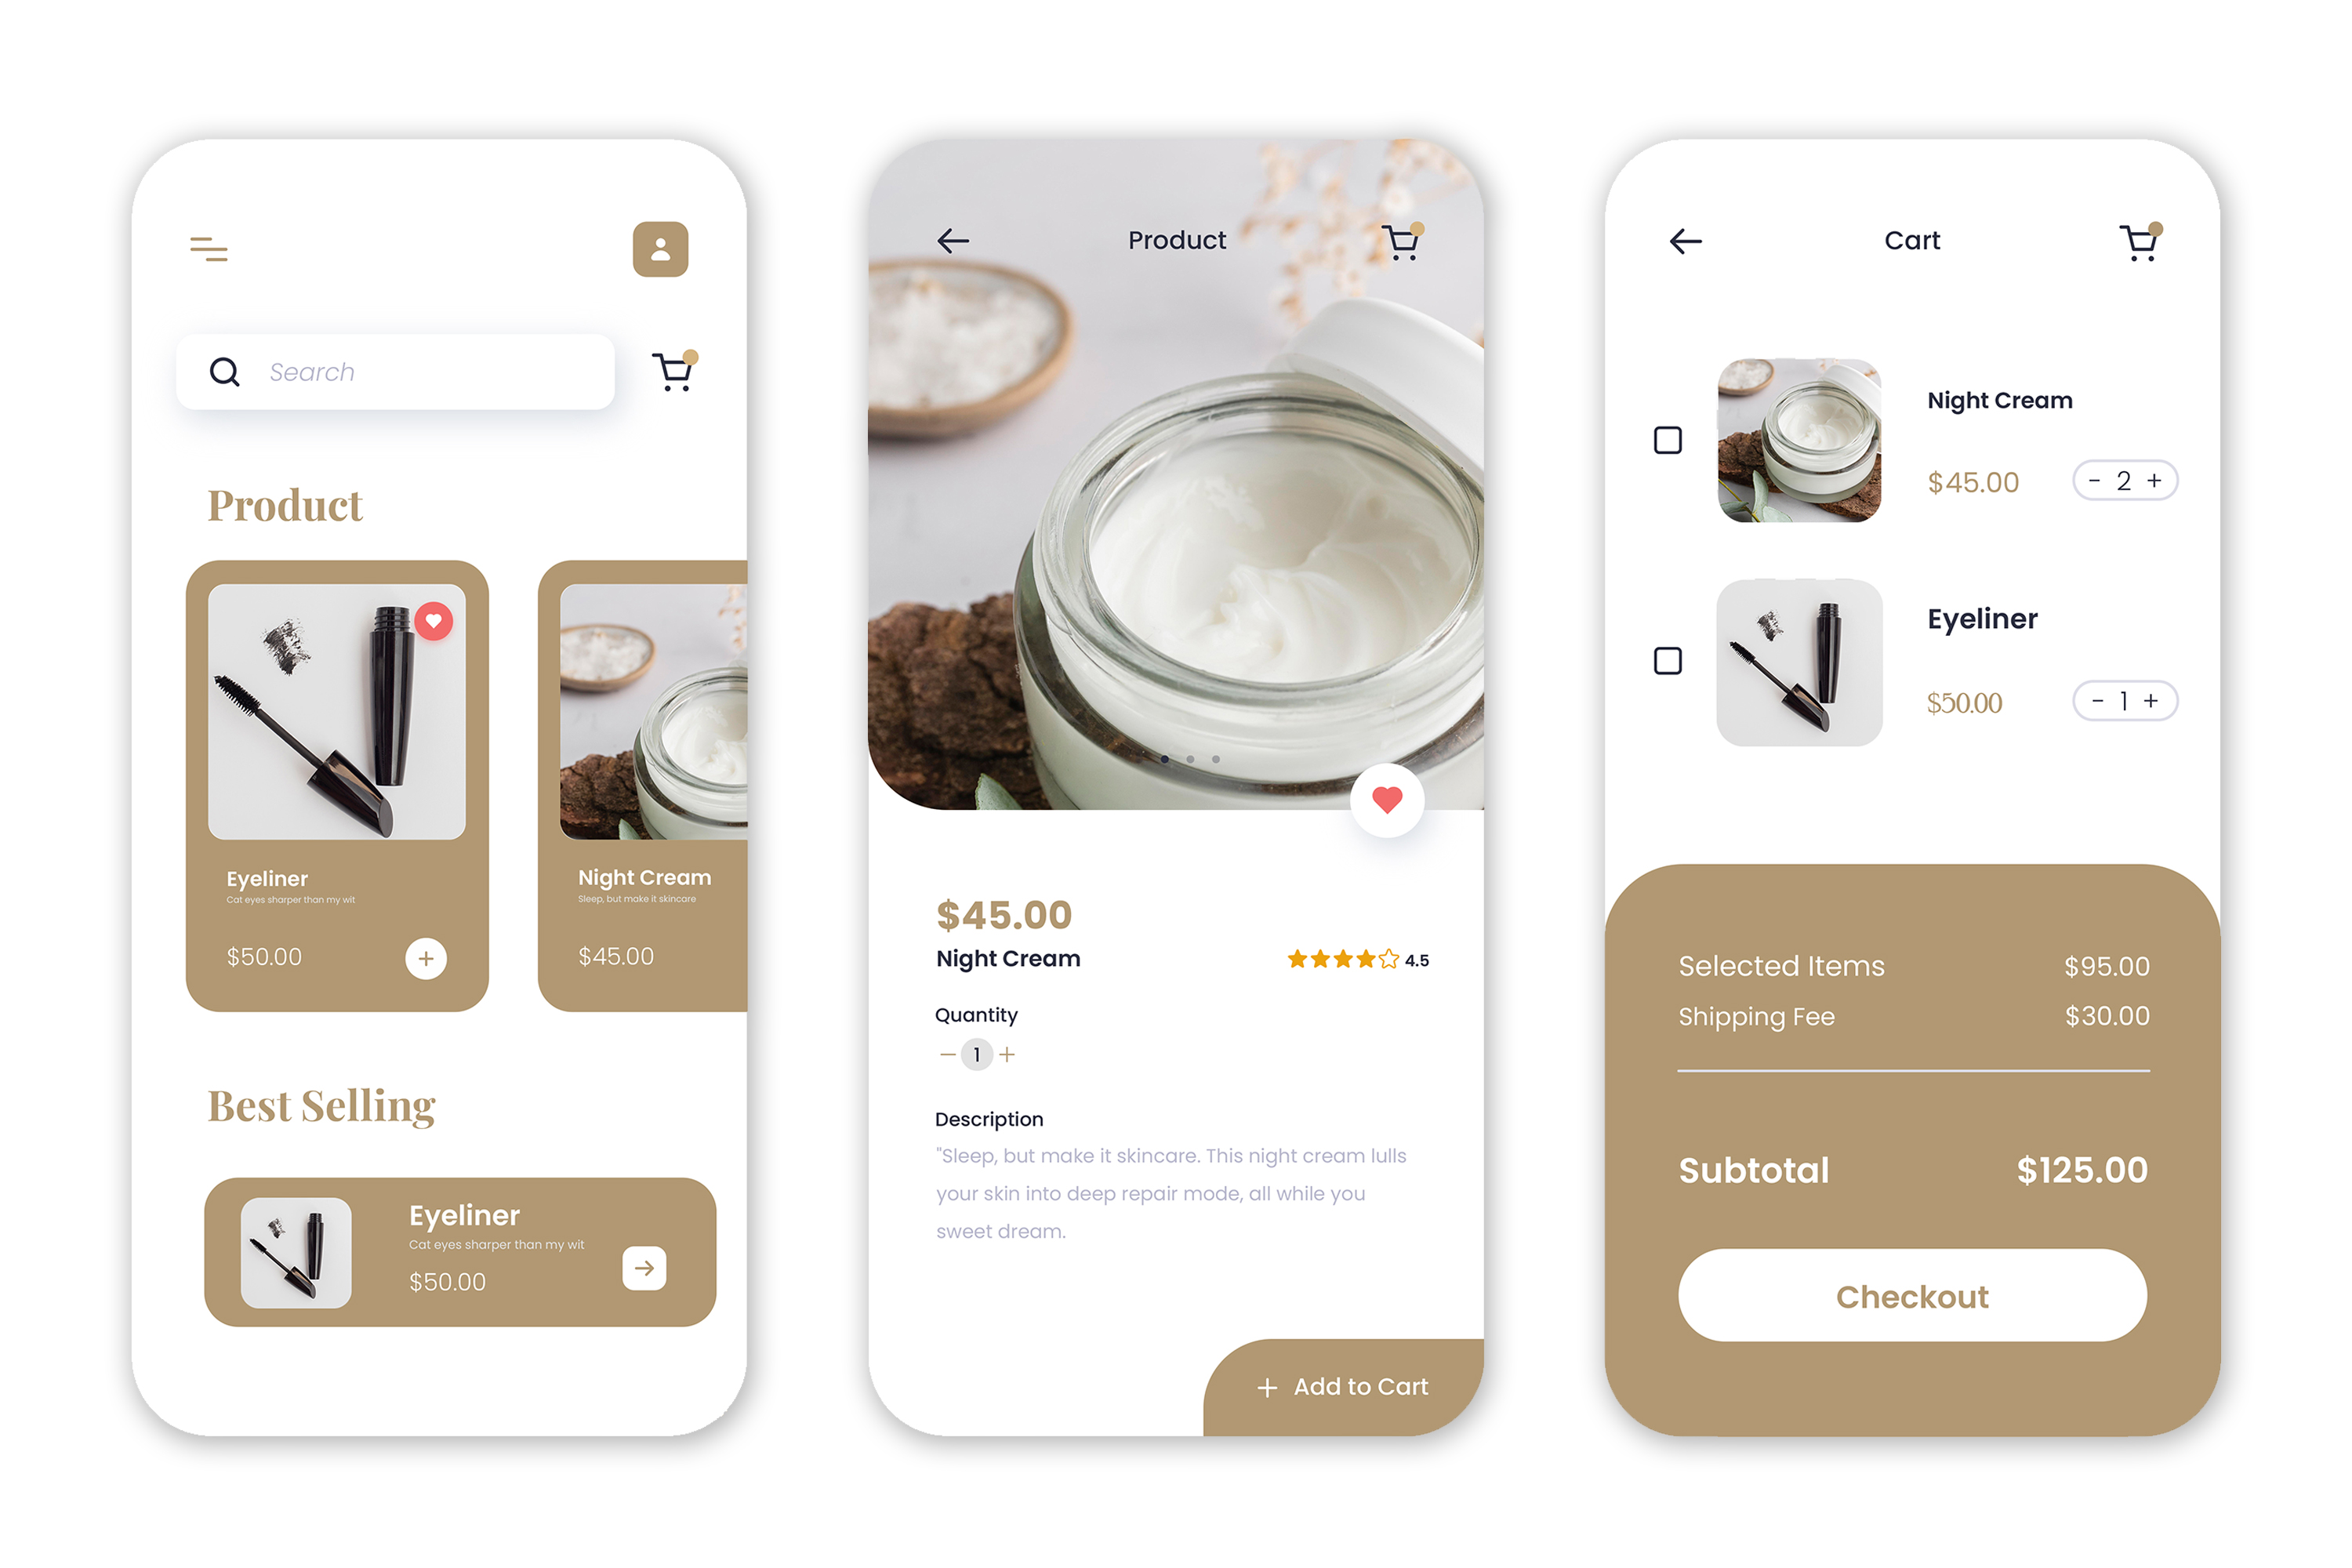 Search
Product
Eyeliner
Cat eyes sharper than my wit
$50.00
+
Night Cream
Sleep, but make it skincare
$45.00
Best Selling
Eyeliner
Cat eyes sharper than my wit
$50.00
Product
$45.00
Night Cream
4.5
Quantity
− 1 +
Description
"Sleep, but make it skincare. This night cream lulls
your skin into deep repair mode, all while you
sweet dream.
+ Add to Cart
Cart
Night Cream
$45.00
- 2 +
Eyeliner
$50.00
- 1 +
Selected Items $95.00
Shipping Fee $30.00
Subtotal $125.00
Checkout